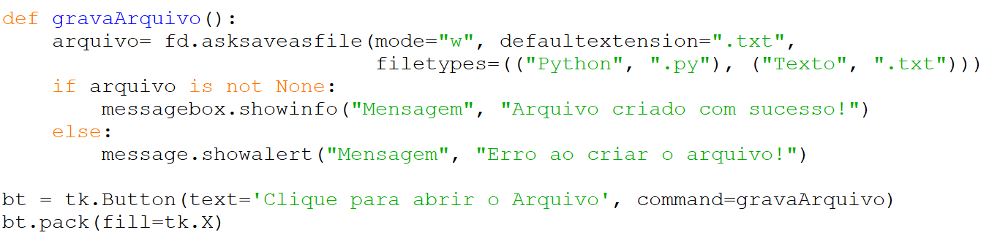 def gravaArquivo():
    arquivo= fd.asksaveasfile(mode="w", defaultextension=".txt",
                              filetypes=(("Python", ".py"), ("Texto", ".txt")))
    if arquivo is not None:
        messagebox.showinfo("Mensagem", "Arquivo criado com sucesso!")
    else:
        message.showalert("Mensagem", "Erro ao criar o arquivo!")

bt = tk.Button(text='Clique para abrir o Arquivo', command=gravaArquivo)
bt.pack(fill=tk.X)